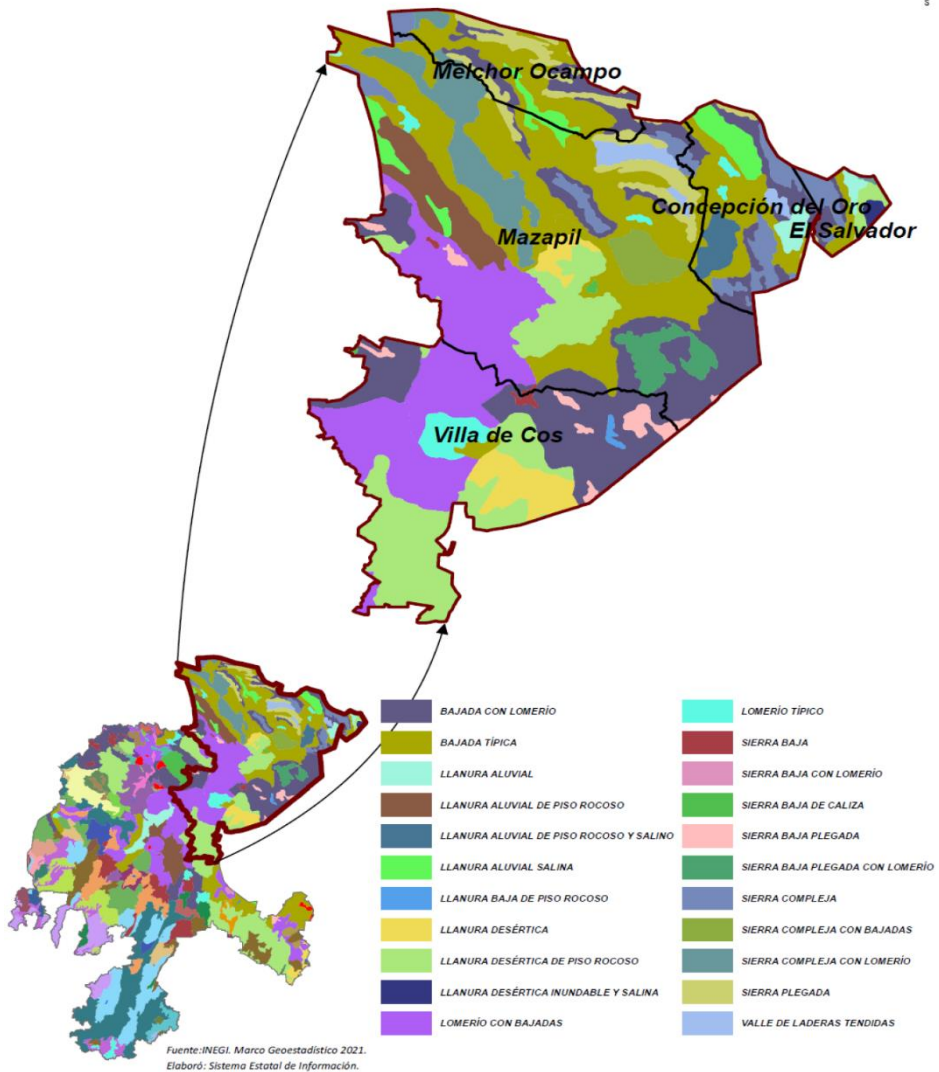 s
Melchor Ocampo
Concepción del Oro
El Salvador
Mazapil
Villa de Cos
BAJADA CON LOMERÍO
BAJADA TÍPICA
LLANURA ALUVIAL
LLANURA ALUVIAL DE PISO ROCOSO
LLANURA ALUVIAL DE PISO ROCOSO Y SALINO
LLANURA ALUVIAL SALINA
LLANURA BAJA DE PISO ROCOSO
LLANURA DESÉRTICA
LLANURA DESÉRTICA DE PISO ROCOSO
LLANURA DESÉRTICA INUNDABLE Y SALINA
LOMERÍO CON BAJADAS
LOMERÍO TÍPICO
SIERRA BAJA
SIERRA BAJA CON LOMERÍO
SIERRA BAJA DE CALIZA
SIERRA BAJA PLEGADA
SIERRA BAJA PLEGADA CON LOMERÍO
SIERRA COMPLEJA
SIERRA COMPLEJA CON BAJADAS
SIERRA COMPLEJA CON LOMERÍO
SIERRA PLEGADA
VALLE DE LADERAS TENDIDAS
Fuente:INEGI. Marco Geoestadístico 2021.
Elaboró: Sistema Estatal de Información.